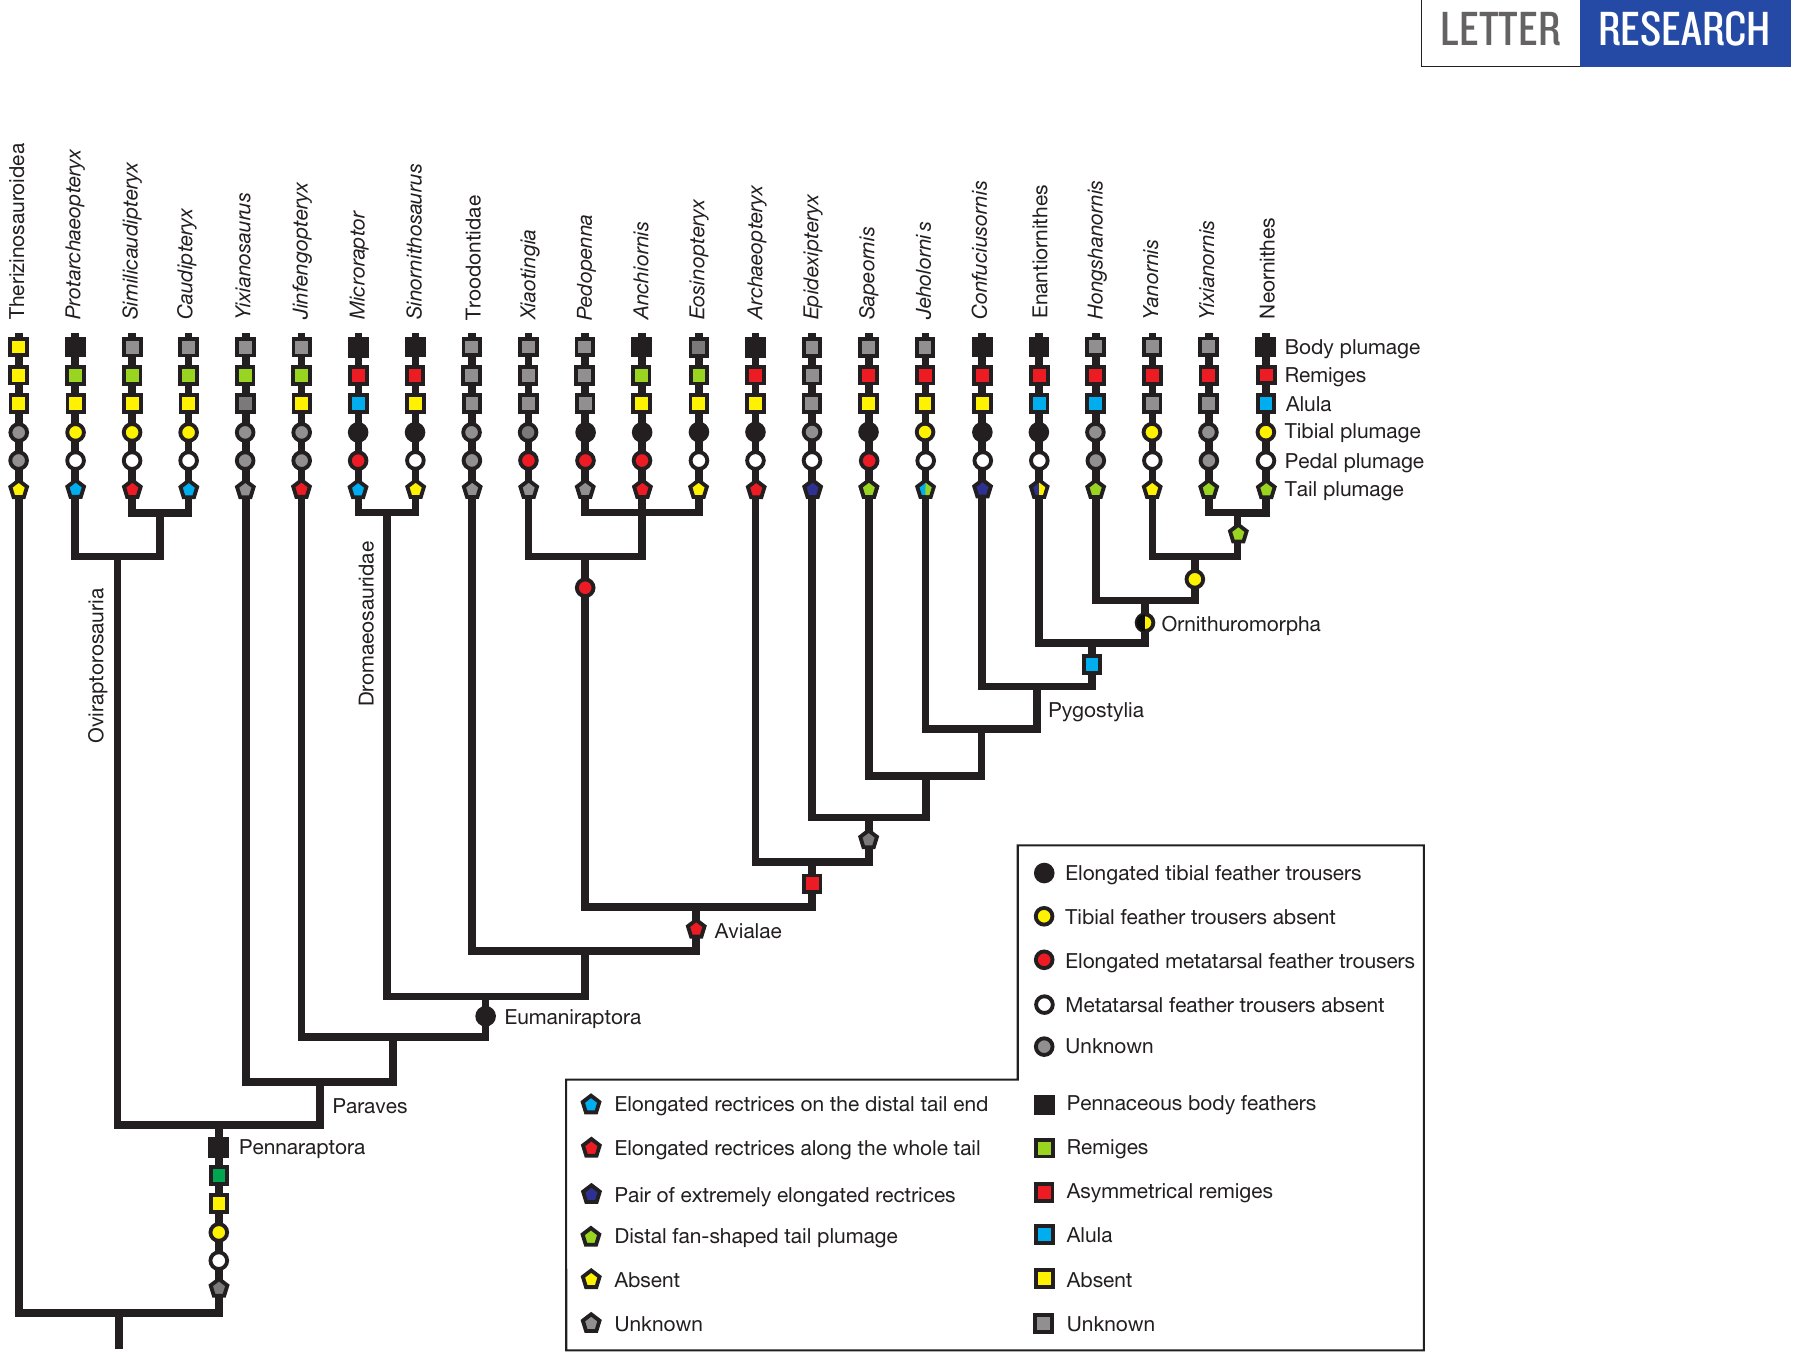 LETTER RESEARCH
Therizinosauroidea
Protarchaeopteryx
Similicaudipteryx
Caudipteryx
Yixianosaurus
Jinfengopteryx
Microraptor
Sinornithosaurus
Troodontidae
Xiaotingia
Pedopenna
Anchiornis
Eosinopteryx
Archaeopteryx
Epidexipteryx
Sapeornis
Jeholorni s
Confuciusornis
Enantiornithes
Hongshanornis
Yanornis
Yixianornis
Neornithes
Body plumage
Remiges
Alula
Tibial plumage
Pedal plumage
Tail plumage
Oviraptorosauria
Dromaeosauridae
Ornithuromorpha
Pygostylia
Avialae
Eumaniraptora
Paraves
Pennaraptora
Elongated tibial feather trousers
Tibial feather trousers absent
Elongated metatarsal feather trousers
Metatarsal feather trousers absent
Unknown
Elongated rectrices on the distal tail end
Elongated rectrices along the whole tail
Pair of extremely elongated rectrices
Distal fan-shaped tail plumage
Absent
Unknown
Pennaceous body feathers
Remiges
Asymmetrical remiges
Alula
Absent
Unknown